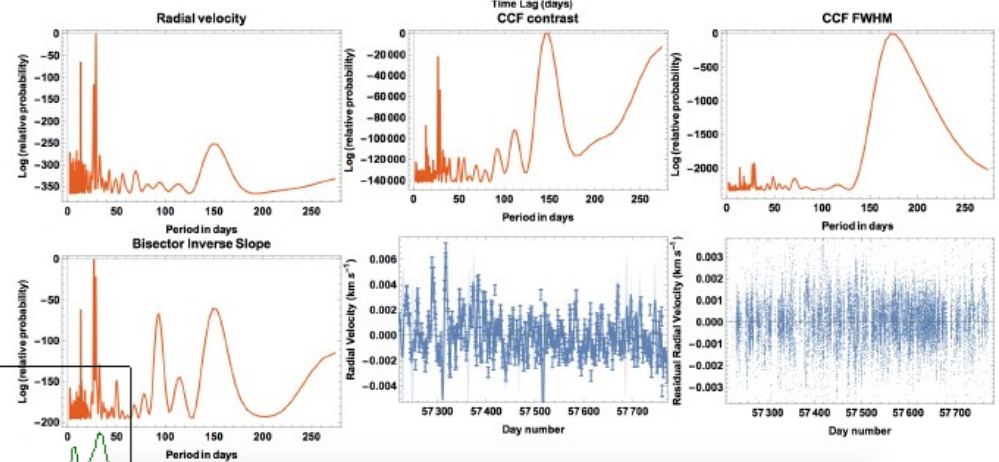 Time Lag (days)
Radial velocity
CCF contrast
CCF FWHM
Log (relative probability)
0
-50
-100
-150
-200
-250
-300
-350
0 50 100 150 200 250
Period in days
Log (relative probability)
0
-20 000
-40 000
-60 000
-80 000
-100 000
-120 000
-140 000
0 50 100 150 200 250
Period in days
Log (relative probability)
0
-500
-1000
-1500
-2000
0 50 100 150 200 250
Period in days
Bisector Inverse Slope
Log (relative probability)
0
-50
-100
-150
-200
0 50 100 150 200 250
Period in days
Radial Velocity (km s⁻¹)
0.006
0.004
0.002
0.000
-0.002
-0.004
57 300 57 400 57 500 57 600 57 700
Day number
Residual Radial Velocity (km s⁻¹)
0.003
0.002
0.001
0.000
-0.001
-0.002
-0.003
57 300 57 400 57 500 57 600 57 700
Day number